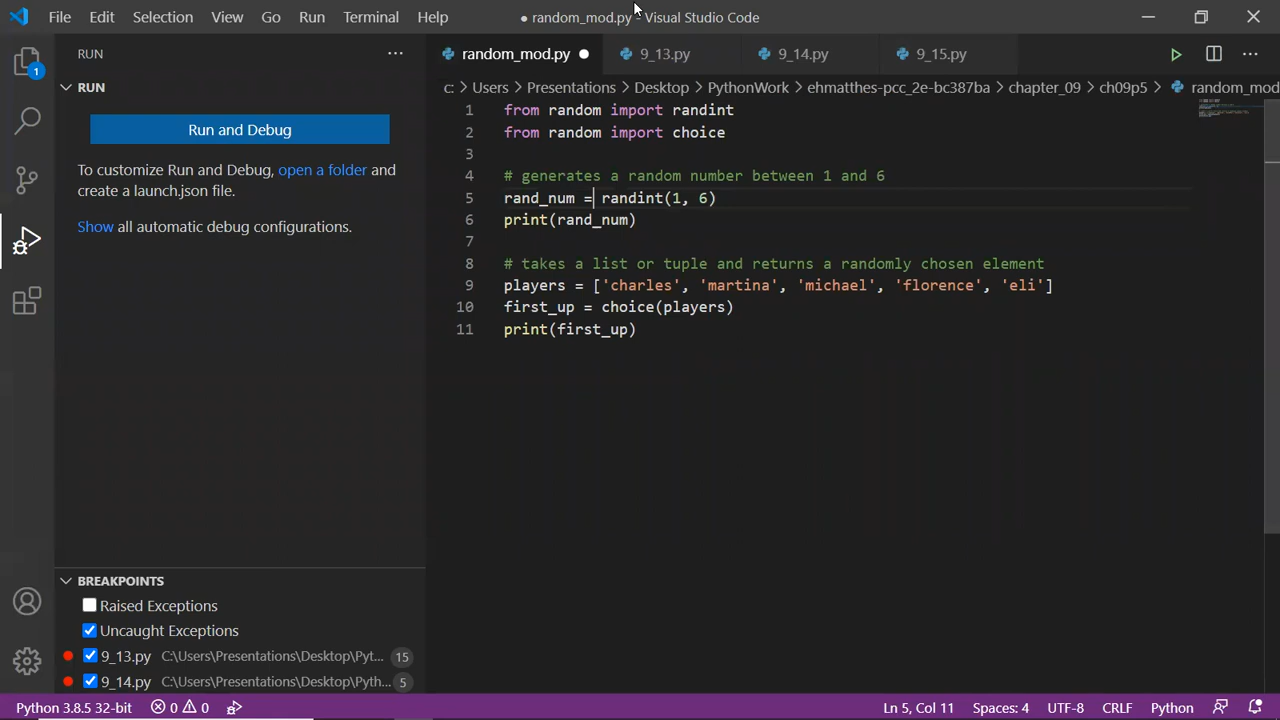 File Edit Selection View Go Run Terminal Help ● random_mod.py - Visual Studio Code
RUN ···
random_mod.py ● 9_13.py 9_14.py 9_15.py ···
RUN
c: > Users > Presentations > Desktop > PythonWork > ehmatthes-pcc_2e-bc387ba > chapter_09 > ch09p5 > random_mod
Run and Debug
To customize Run and Debug, open a folder and
create a launch.json file.
Show all automatic debug configurations.
1 from random import randint
2 from random import choice
3
4 # generates a random number between 1 and 6
5 rand_num = randint(1, 6)
6 print(rand_num)
7
8 # takes a list or tuple and returns a randomly chosen element
9 players = ['charles', 'martina', 'michael', 'florence', 'eli']
10 first_up = choice(players)
11 print(first_up)
1
BREAKPOINTS
Raised Exceptions
Uncaught Exceptions
9_13.py C:\Users\Presentations\Desktop\Pyt... 15
9_14.py C:\Users\Presentations\Desktop\Pyth... 5
Python 3.8.5 32-bit 0 0 Ln 5, Col 11 Spaces: 4 UTF-8 CRLF Python